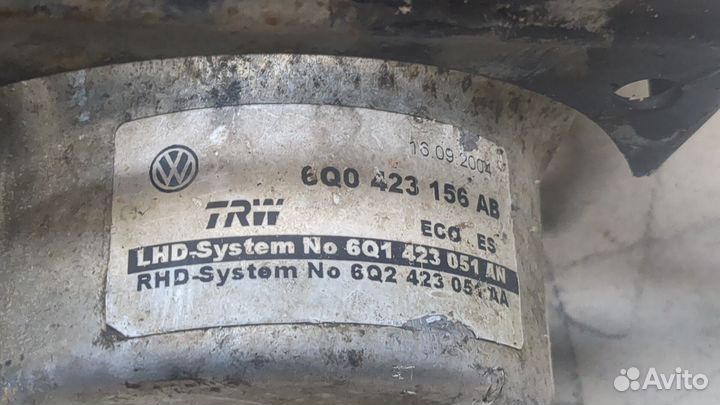 16.09.2004
6Q0 423 156 AB
TRW
ECO ES
LHD-System No 6Q1 423 051 AN
RHD-System No 6Q2 423 051 AA
Avito